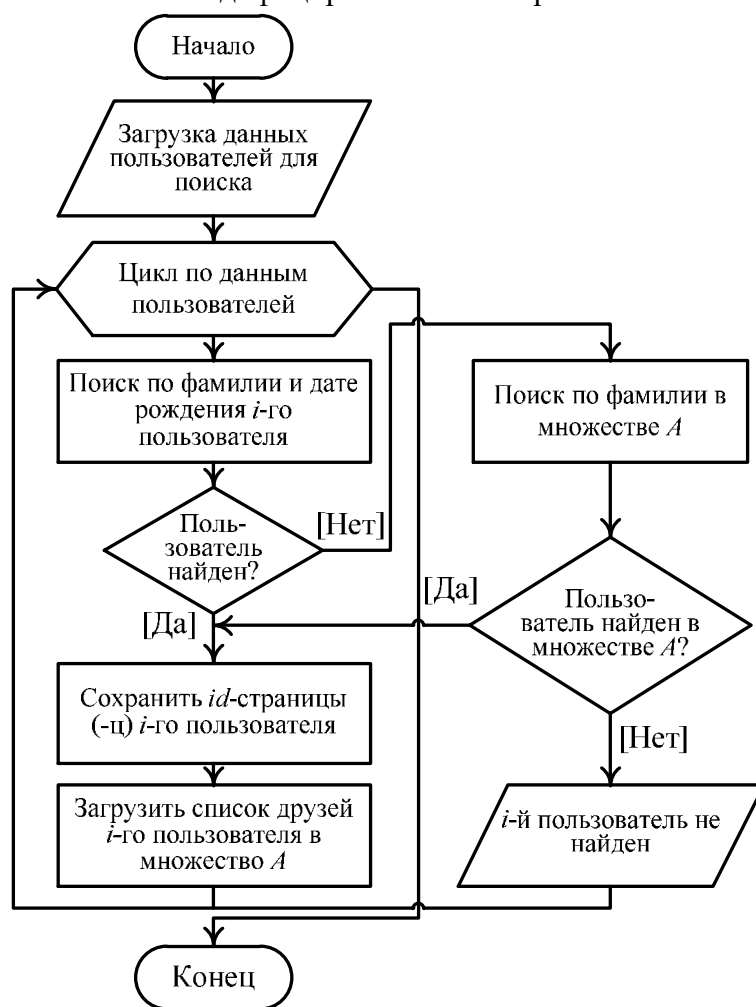 Начало
Загрузка данных
пользователей для
поиска
Цикл по данным
пользователей
Поиск по фамилии и дате
рождения i-го
пользователя
Поиск по фамилии в
множестве A
Поль-
зователь
найден?
[Нет]
[Да]
[Да]
Пользо-
ватель найден в
множестве A?
[Нет]
Сохранить id-страницы
(-ц) i-го пользователя
Загрузить список друзей
i-го пользователя в
множество A
i-й пользователь не
найден
Конец